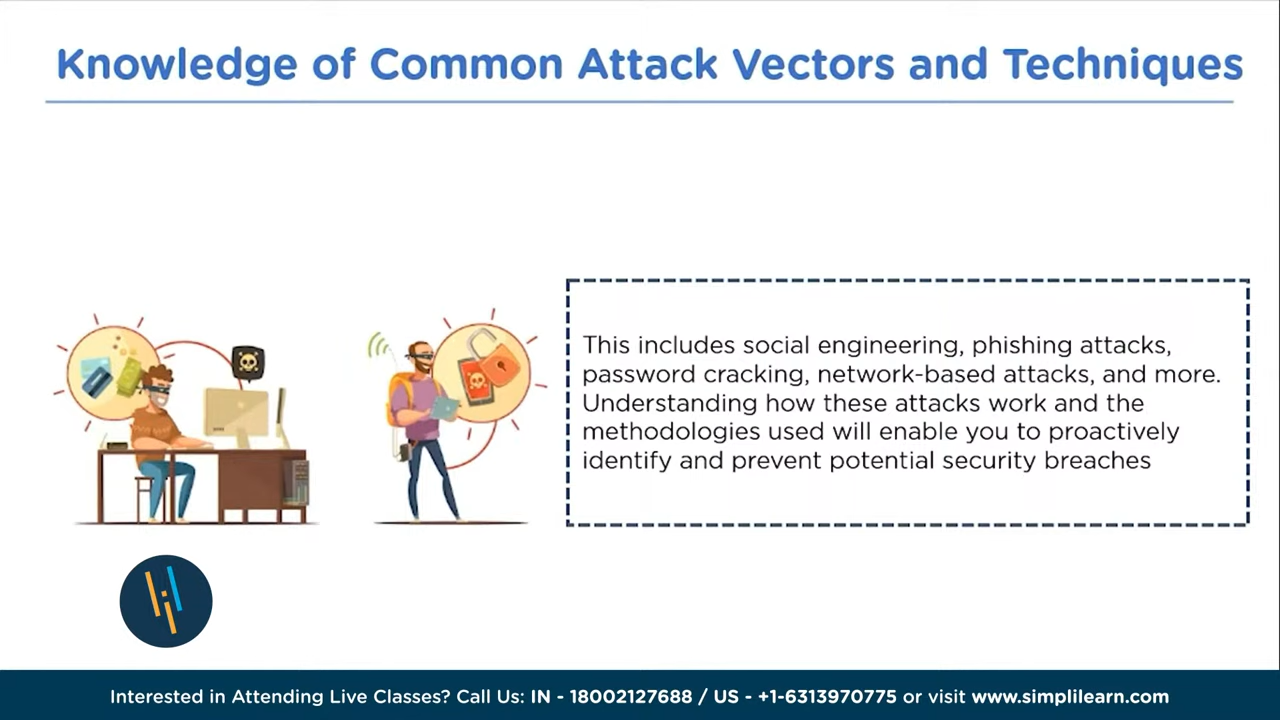 Knowledge of Common Attack Vectors and Techniques
This includes social engineering, phishing attacks,
password cracking, network-based attacks, and more.
Understanding how these attacks work and the
methodologies used will enable you to proactively
identify and prevent potential security breaches
Interested in Attending Live Classes? Call Us: IN - 18002127688 / US - +1-6313970775 or visit www.simplilearn.com